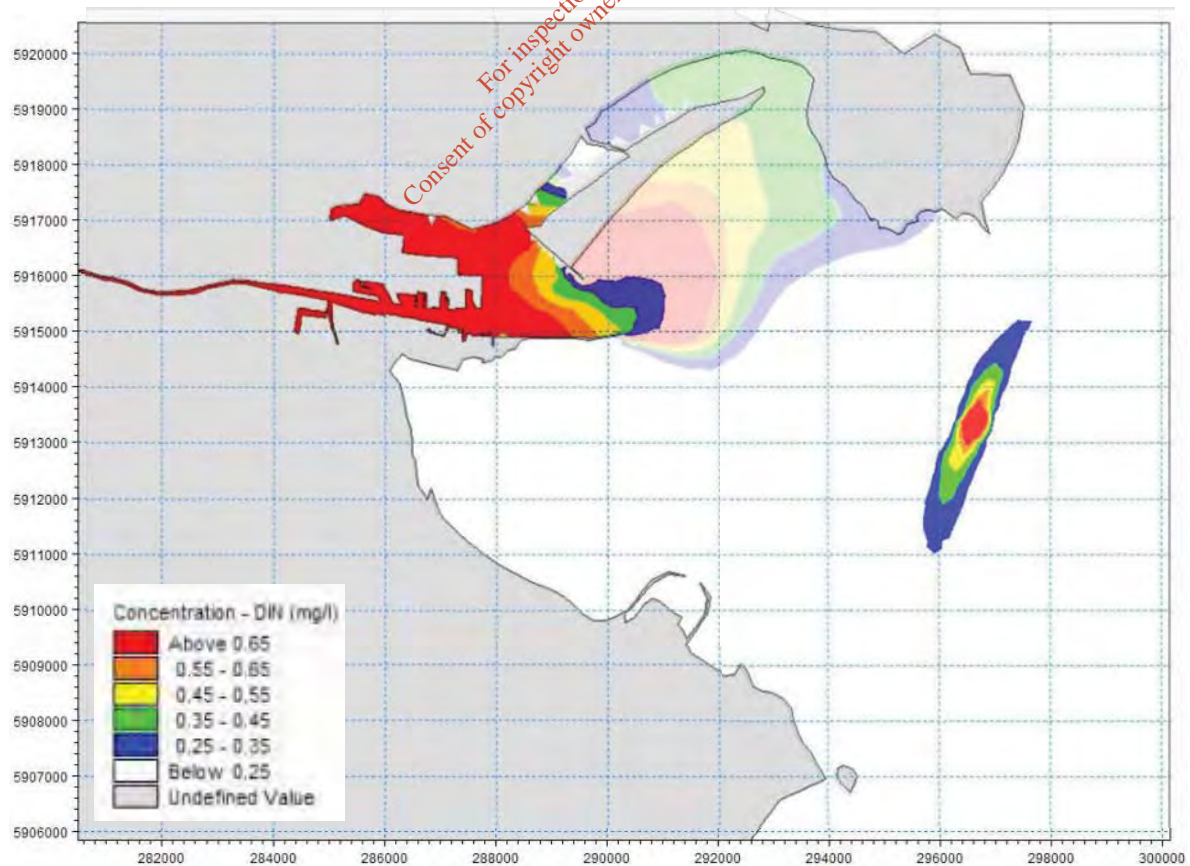 For inspection
Consent of copyright owne
5920000
5919000
5918000
5917000
5916000
5915000
5914000
5913000
5912000
5911000
5910000
5909000
5908000
5907000
5906000
Concentration - DIN (mg/l)
Above 0.65
0.55 - 0.65
0.45 - 0.55
0.35 - 0.45
0.25 - 0.35
Below 0.25
Undefined Value
282000 284000 286000 288000 290000 292000 294000 296000 298000 300000